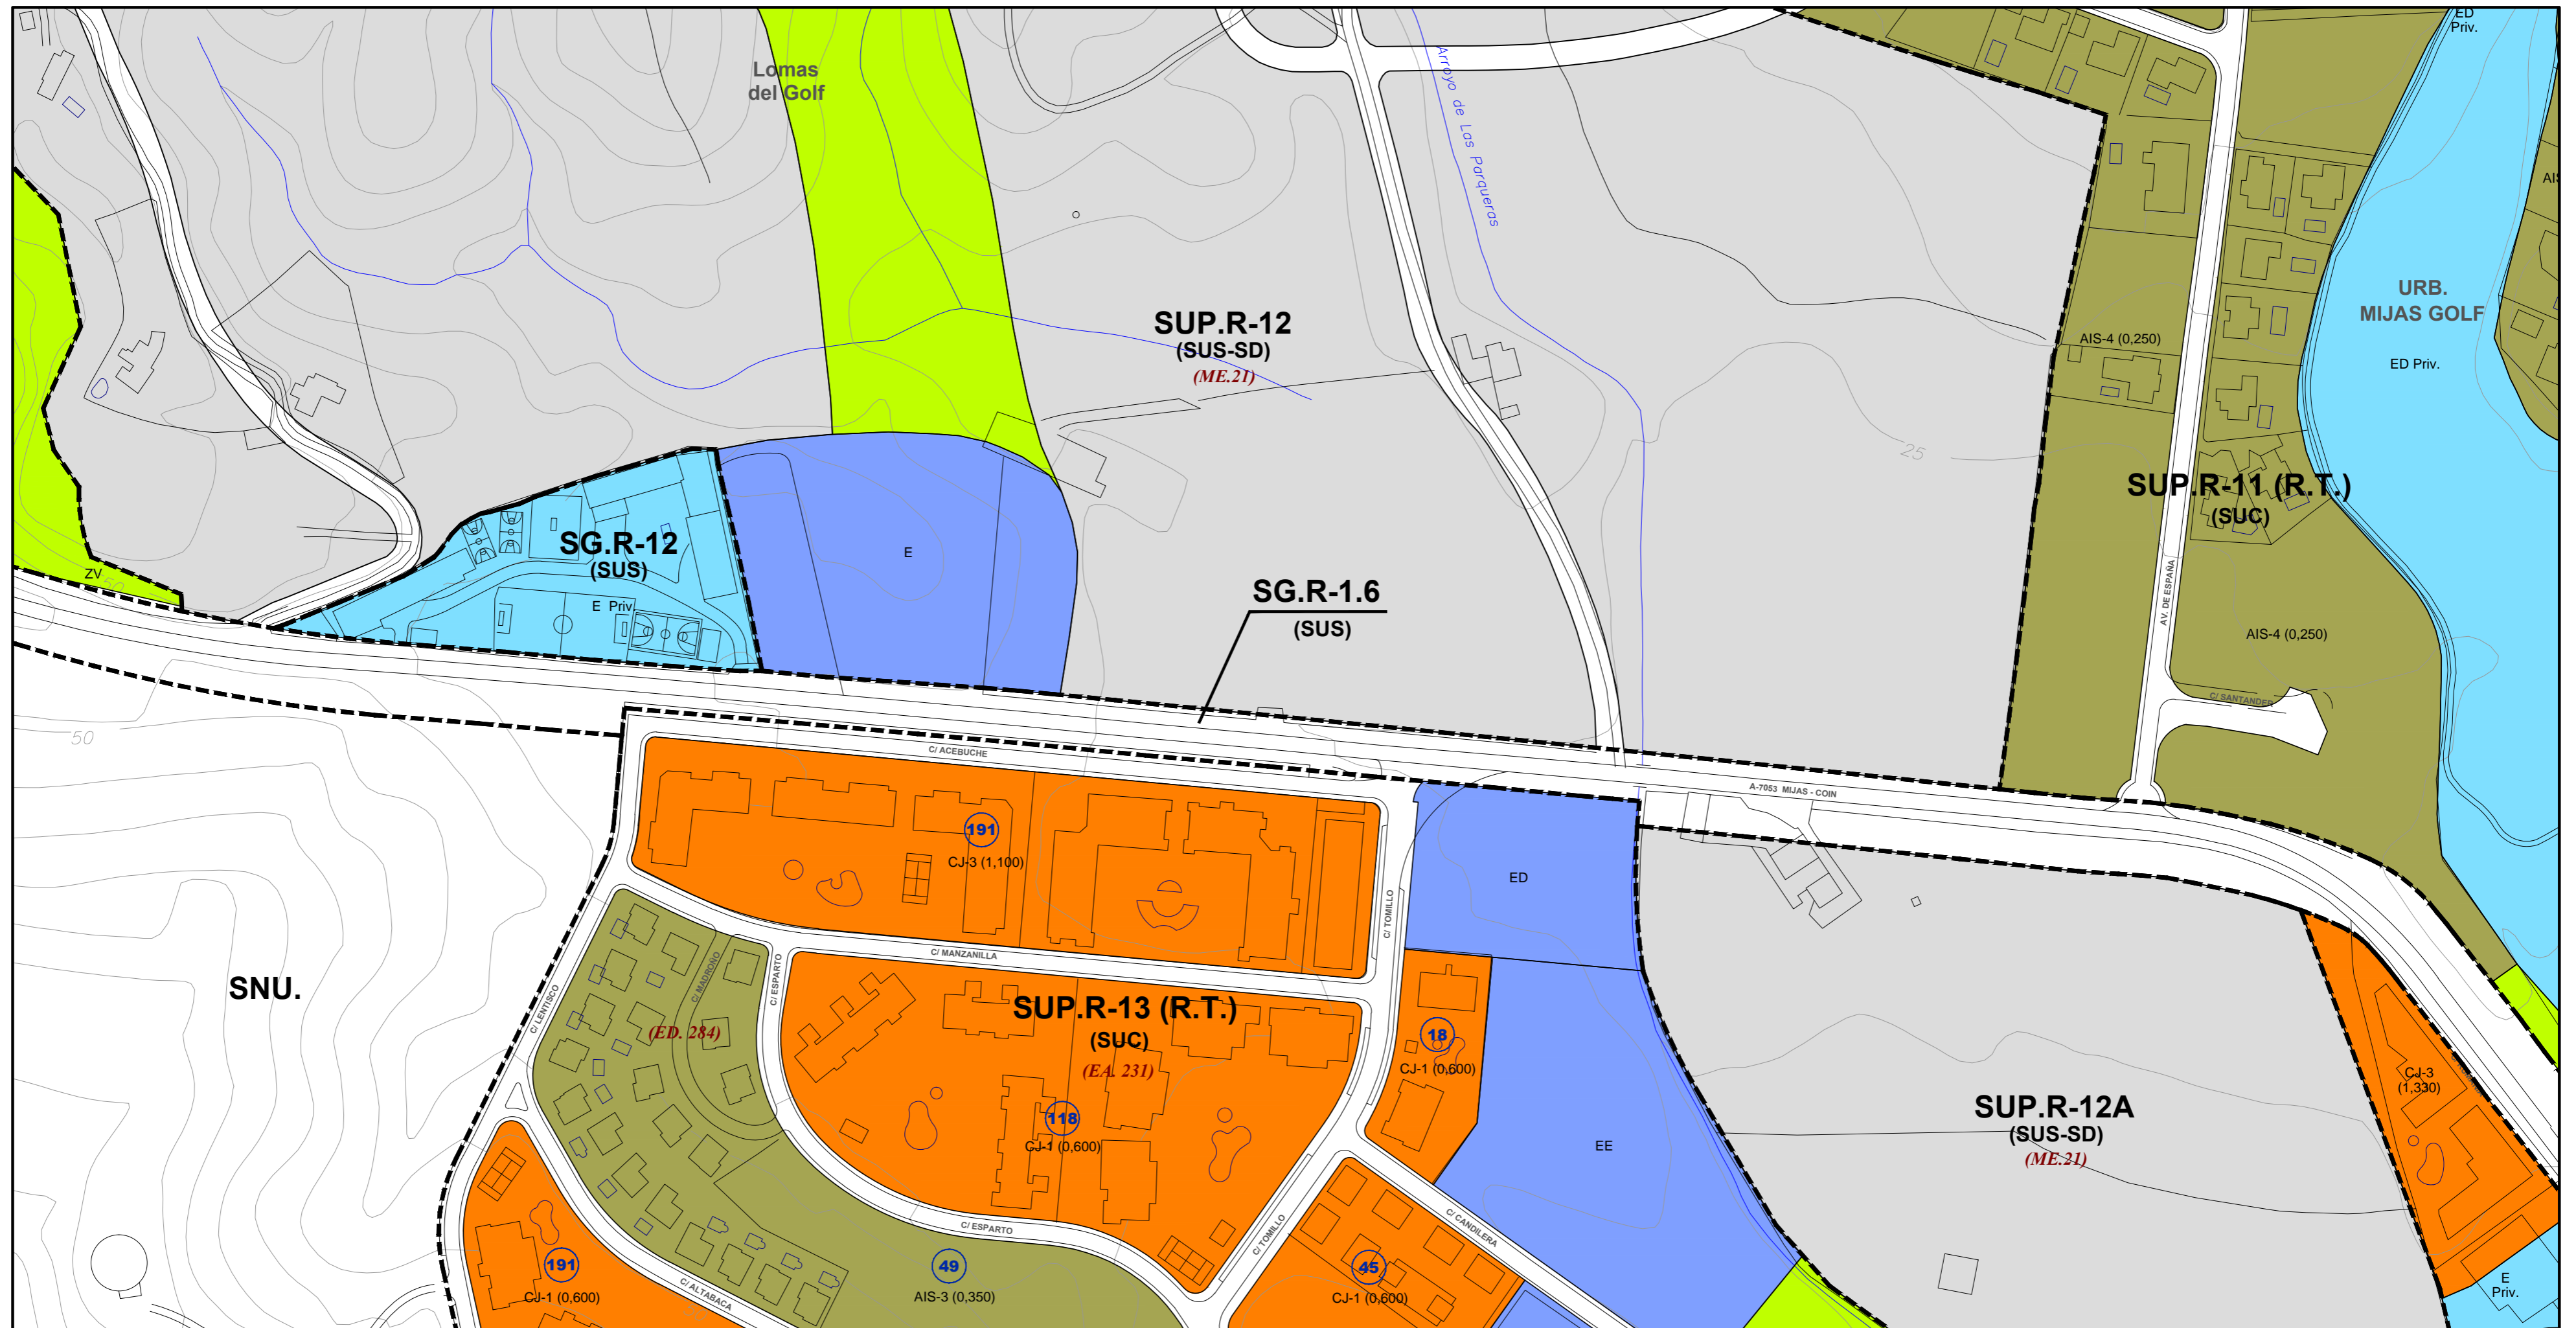 ED
Priv.
Lomas
del Golf
Arroyo de Las Parqueras
URB.
MIJAS GOLF
ED Priv.
SUP.R-12
(SUS-SD)
(ME.21)
AIS-4 (0,250)
25
SUP.R-11 (R.T.)
(SUC)
SG.R-12
(SUS)
E
E Priv.
ZV
50
SG.R-1.6
(SUS)
AV. DE ESPAÑA
AIS-4 (0,250)
C/ SANTANDER
50
C/ ACEBUCHE
A-7053 MIJAS - COIN
191
CJ-3 (1,100)
ED
C/ TOMILLO
C/ MANZANILLA
C/ MADROÑO
C/ ESPARTO
C/ LENTISCO
SNU.
(ED. 284)
SUP.R-13 (R.T.)
(SUC)
(EA. 231)
18
CJ-1 (0,600)
118
CJ-1 (0,600)
EE
CJ-3
(1,330)
SUP.R-12A
(SUS-SD)
(ME.21)
C/ ESPARTO
C/ TOMILLO
C/ CANDILERA
191
CJ-1 (0,600)
C/ ALTABACA
49
AIS-3 (0,350)
45
CJ-1 (0,600)
E
Priv.